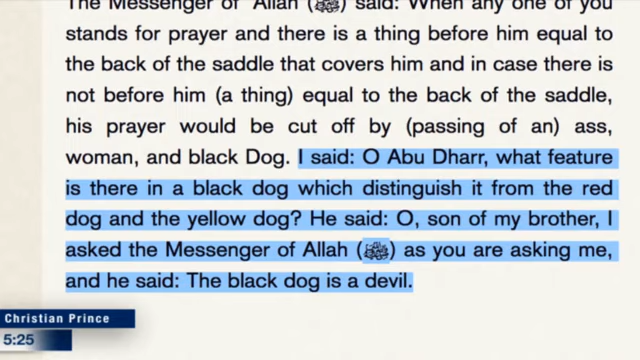 The Messenger of Allah (ﷺ) said: When any one of you
stands for prayer and there is a thing before him equal to
the back of the saddle that covers him and in case there is
not before him (a thing) equal to the back of the saddle,
his prayer would be cut off by (passing of an) ass,
woman, and black Dog. I said: O Abu Dharr, what feature
is there in a black dog which distinguish it from the red
dog and the yellow dog? He said: O, son of my brother, I
asked the Messenger of Allah (ﷺ) as you are asking me,
and he said: The black dog is a devil.
Christian Prince
5:25